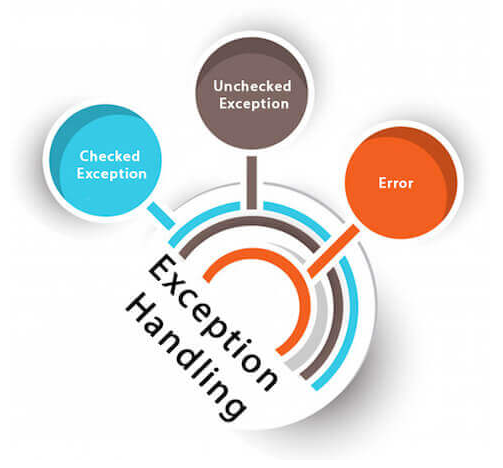 Unchecked
Exception
Checked
Exception
Error
Exception
Handling